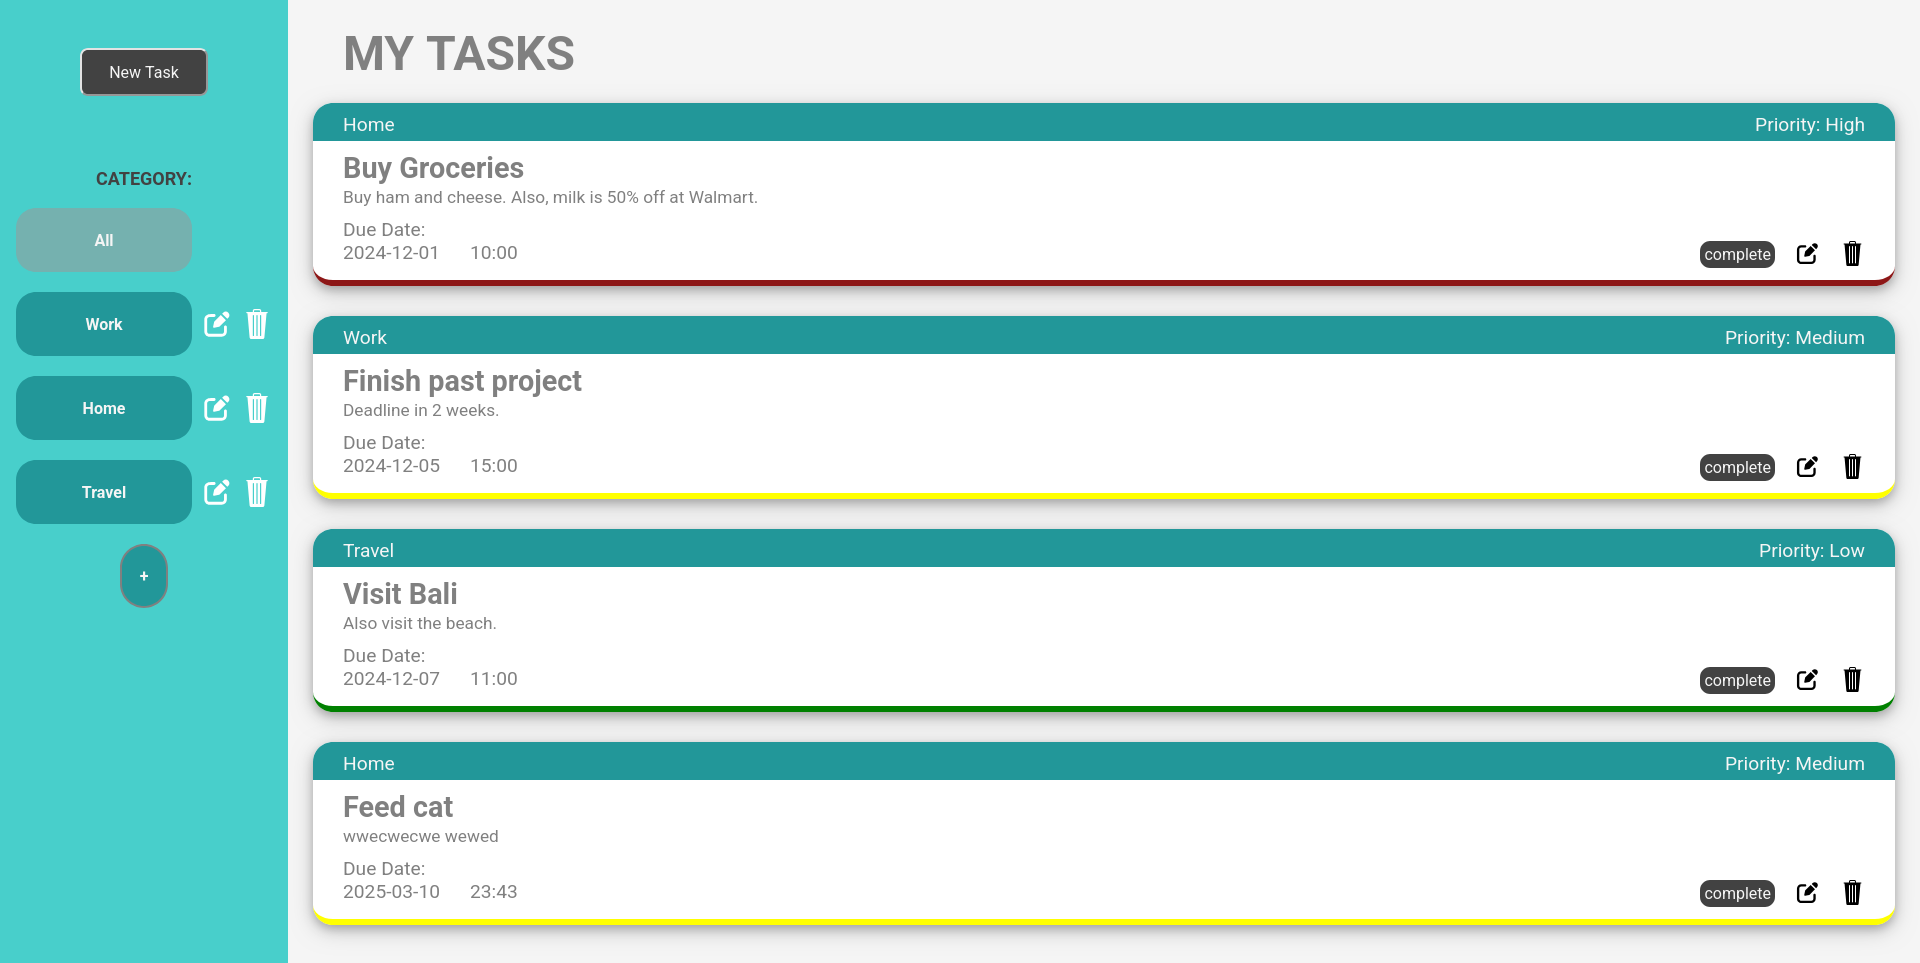 New Task
CATEGORY:
All
Work
Home
Travel
+
MY TASKS
Home Priority: High
Buy Groceries
Buy ham and cheese. Also, milk is 50% off at Walmart.
Due Date:
2024-12-01 10:00
complete
Work Priority: Medium
Finish past project
Deadline in 2 weeks.
Due Date:
2024-12-05 15:00
complete
Travel Priority: Low
Visit Bali
Also visit the beach.
Due Date:
2024-12-07 11:00
complete
Home Priority: Medium
Feed cat
wwecwecwe wewed
Due Date:
2025-03-10 23:43
complete